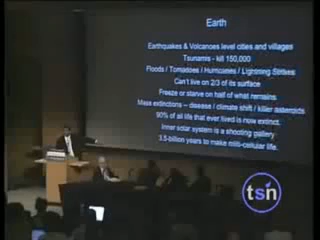 Earth
Earthquakes & Volcanoes level cities and villages
Tsunamis - kill 150,000
Floods / Tornadoes / Hurricanes / Lightning Strikes
Can't live on 2/3 of its surface
Freeze or starve on half of what remains
Mass extinctions – disease / climate shift / killer asteroids
90% of all life that ever lived is now extinct.
Inner solar system is a shooting gallery
3.5-billion years to make multi-cellular life.
tsn